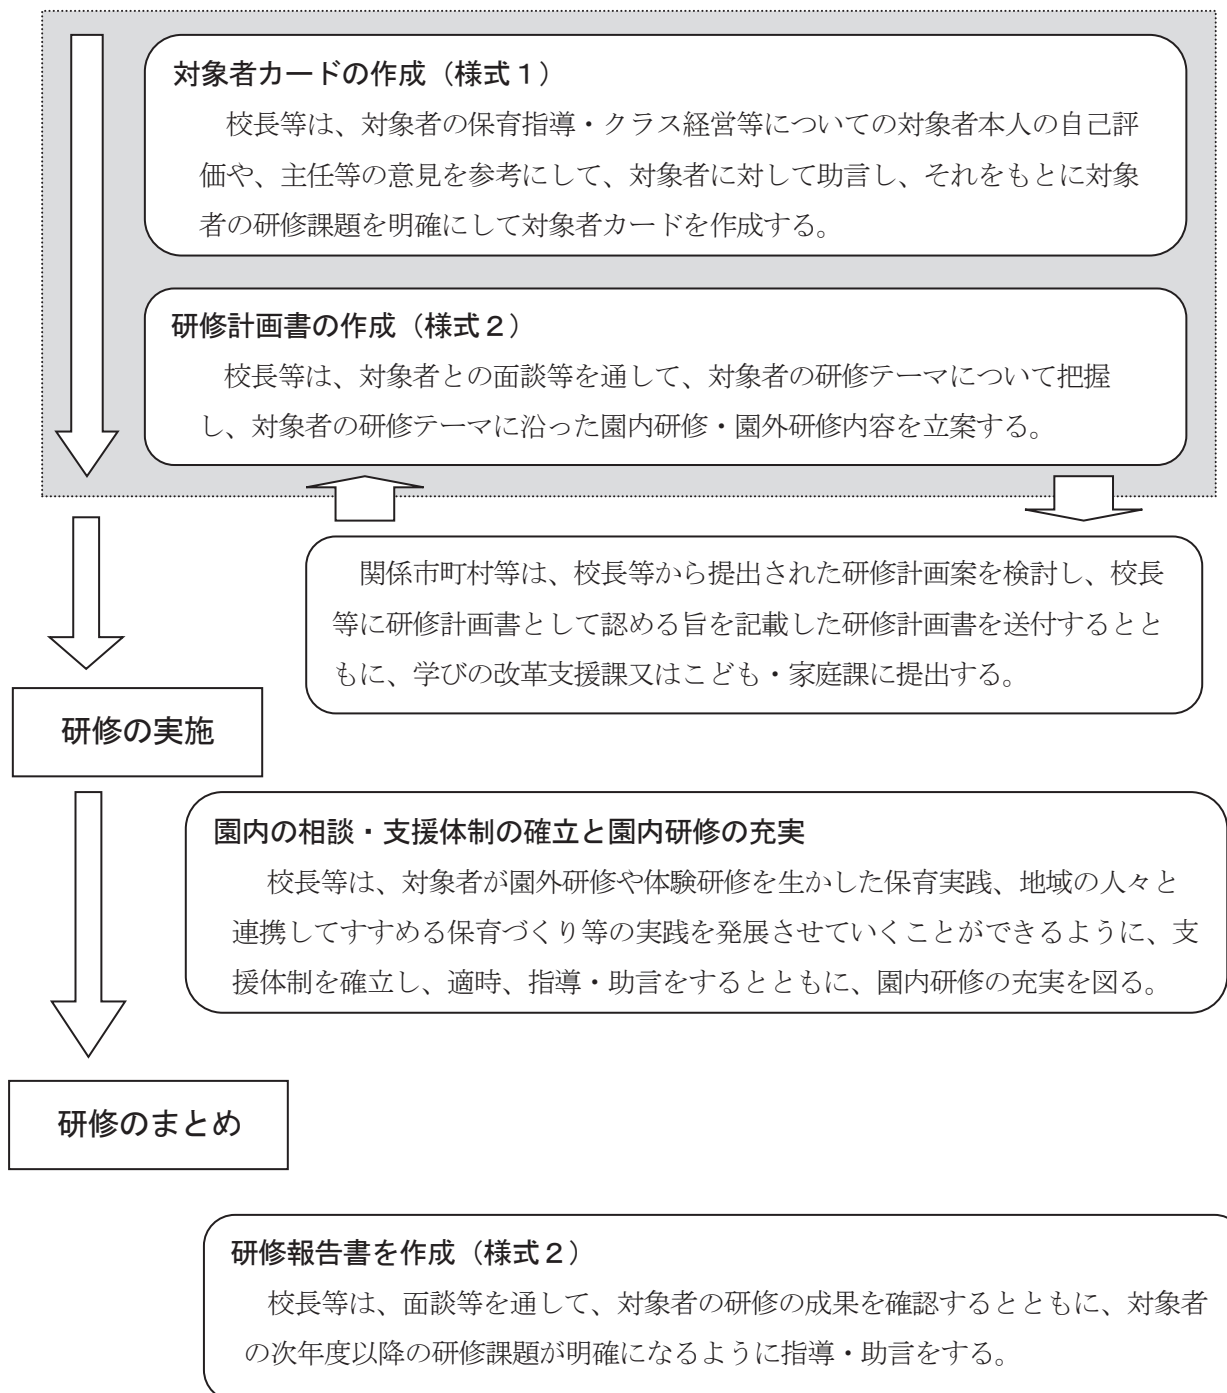 対象者カードの作成（様式１）
校長等は、対象者の保育指導・クラス経営等についての対象者本人の自己評
価や、主任等の意見を参考にして、対象者に対して助言し、それをもとに対象
者の研修課題を明確にして対象者カードを作成する。
研修計画書の作成（様式２）
校長等は、対象者との面談等を通して、対象者の研修テーマについて把握
し、対象者の研修テーマに沿った園内研修・園外研修内容を立案する。
関係市町村等は、校長等から提出された研修計画案を検討し、校長
等に研修計画書として認める旨を記載した研修計画書を送付するとと
もに、学びの改革支援課又はこども・家庭課に提出する。
研修の実施
園内の相談・支援体制の確立と園内研修の充実
校長等は、対象者が園外研修や体験研修を生かした保育実践、地域の人々と
連携してすすめる保育づくり等の実践を発展させていくことができるように、支
援体制を確立し、適時、指導・助言をするとともに、園内研修の充実を図る。
研修のまとめ
研修報告書を作成（様式２）
校長等は、面談等を通して、対象者の研修の成果を確認するとともに、対象者
の次年度以降の研修課題が明確になるように指導・助言をする。